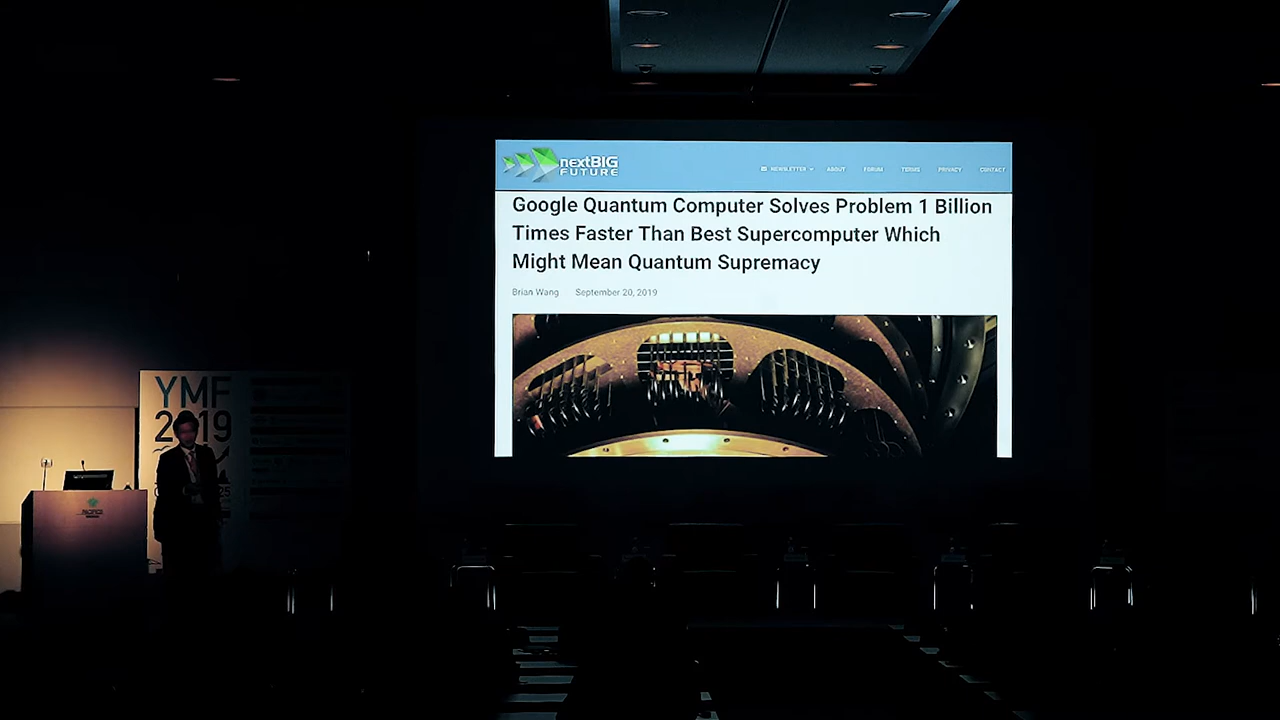 nextBIG
FUTURE
NEWSLETTER ABOUT FORUM TERMS PRIVACY CONTACT
Google Quantum Computer Solves Problem 1 Billion
Times Faster Than Best Supercomputer Which
Might Mean Quantum Supremacy
Brian Wang September 20, 2019
YMF
2019